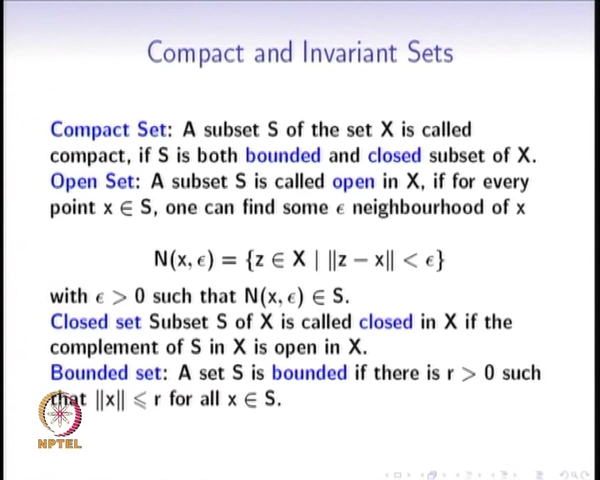 Compact and Invariant Sets
Compact Set: A subset S of the set X is called
compact, if S is both bounded and closed subset of X.
Open Set: A subset S is called open in X, if for every
point x ∈ S, one can find some ϵ neighbourhood of x
N(x, ϵ) = {z ∈ X | ||z − x|| < ϵ}
with ϵ > 0 such that N(x, ϵ) ∈ S.
Closed set Subset S of X is called closed in X if the
complement of S in X is open in X.
Bounded set: A set S is bounded if there is r > 0 such
that ||x|| ⩽ r for all x ∈ S.
NPTEL